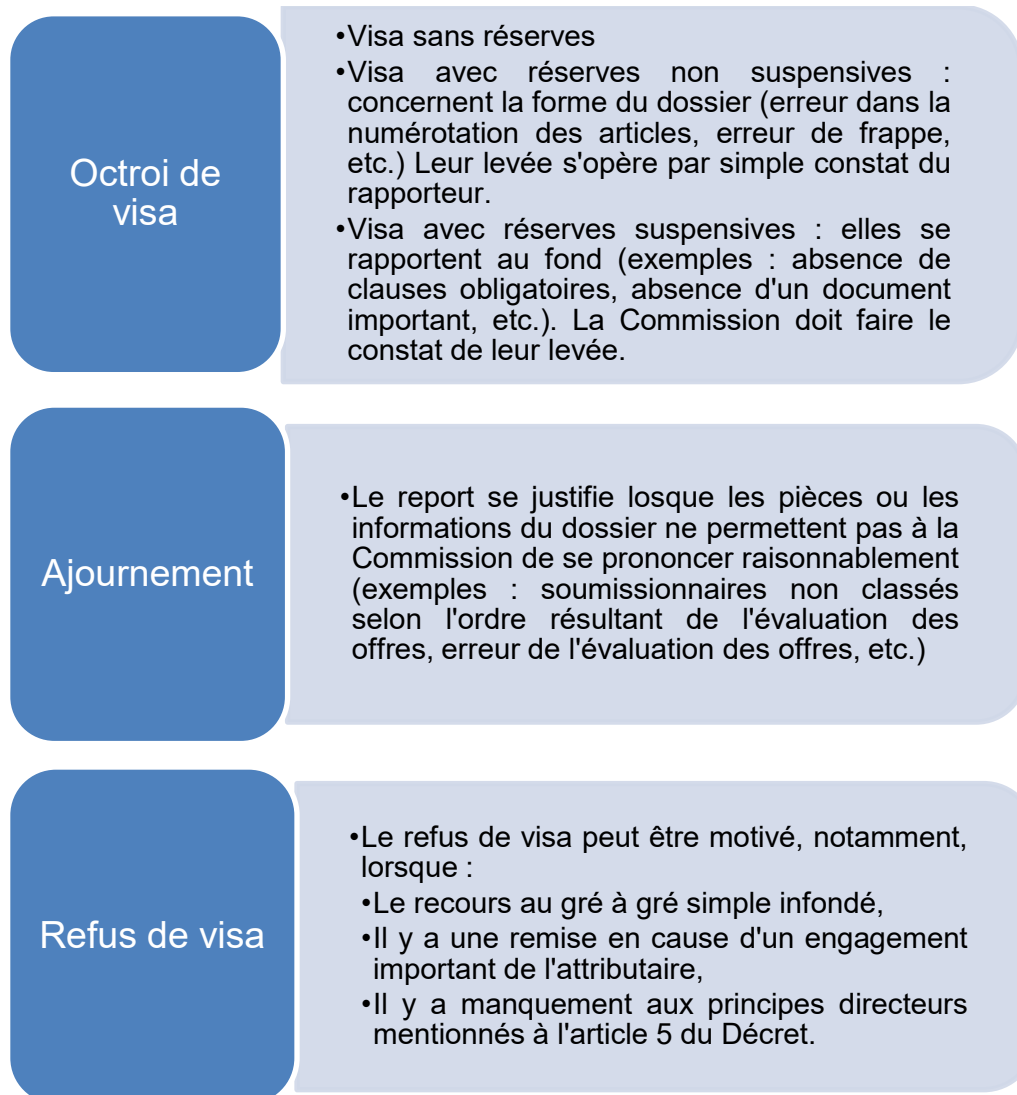 Octroi de
visa
•Visa sans réserves
•Visa avec réserves non suspensives :
concernent la forme du dossier (erreur dans la
numérotation des articles, erreur de frappe,
etc.) Leur levée s'opère par simple constat du
rapporteur.
•Visa avec réserves suspensives : elles se
rapportent au fond (exemples : absence de
clauses obligatoires, absence d'un document
important, etc.). La Commission doit faire le
constat de leur levée.
Ajournement
•Le report se justifie losque les pièces ou les
informations du dossier ne permettent pas à la
Commission de se prononcer raisonnablement
(exemples : soumissionnaires non classés
selon l'ordre résultant de l'évaluation des
offres, erreur de l'évaluation des offres, etc.)
Refus de visa
•Le refus de visa peut être motivé, notamment,
lorsque :
•Le recours au gré à gré simple infondé,
•Il y a une remise en cause d'un engagement
important de l'attributaire,
•Il y a manquement aux principes directeurs
mentionnés à l'article 5 du Décret.